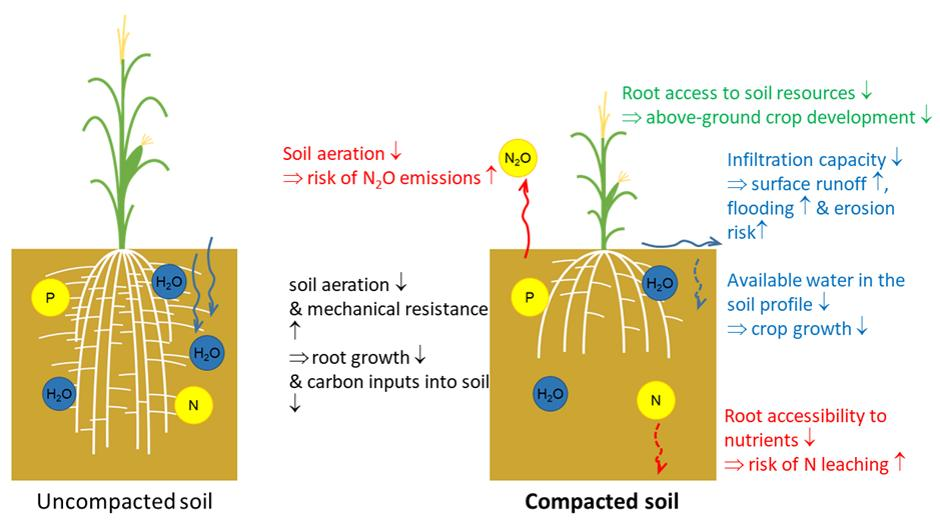 Root access to soil resources ↓
⇒ above-ground crop development ↓
Soil aeration ↓
⇒ risk of N₂O emissions ↑
N₂O
Infiltration capacity ↓
⇒ surface runoff ↑,
flooding ↑ & erosion
risk↑
P
H₂O
H₂O
H₂O
N
soil aeration ↓
& mechanical resistance
↑
⇒ root growth ↓
& carbon inputs into soil
↓
P
H₂O
H₂O
N
Available water in the
soil profile ↓
⇒ crop growth ↓
Root accessibility to
nutrients ↓
⇒ risk of N leaching ↑
Uncompacted soil
Compacted soil